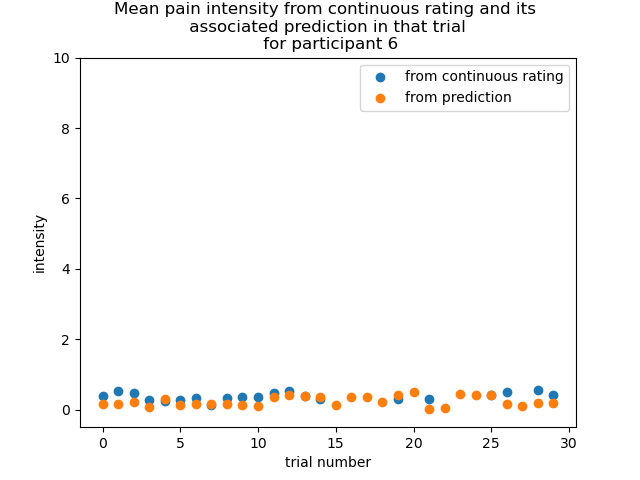 Mean pain intensity from continuous rating and its
associated prediction in that trial
for participant 6
from continuous rating
from prediction
intensity
10
8
6
4
2
0
0 5 10 15 20 25 30
trial number